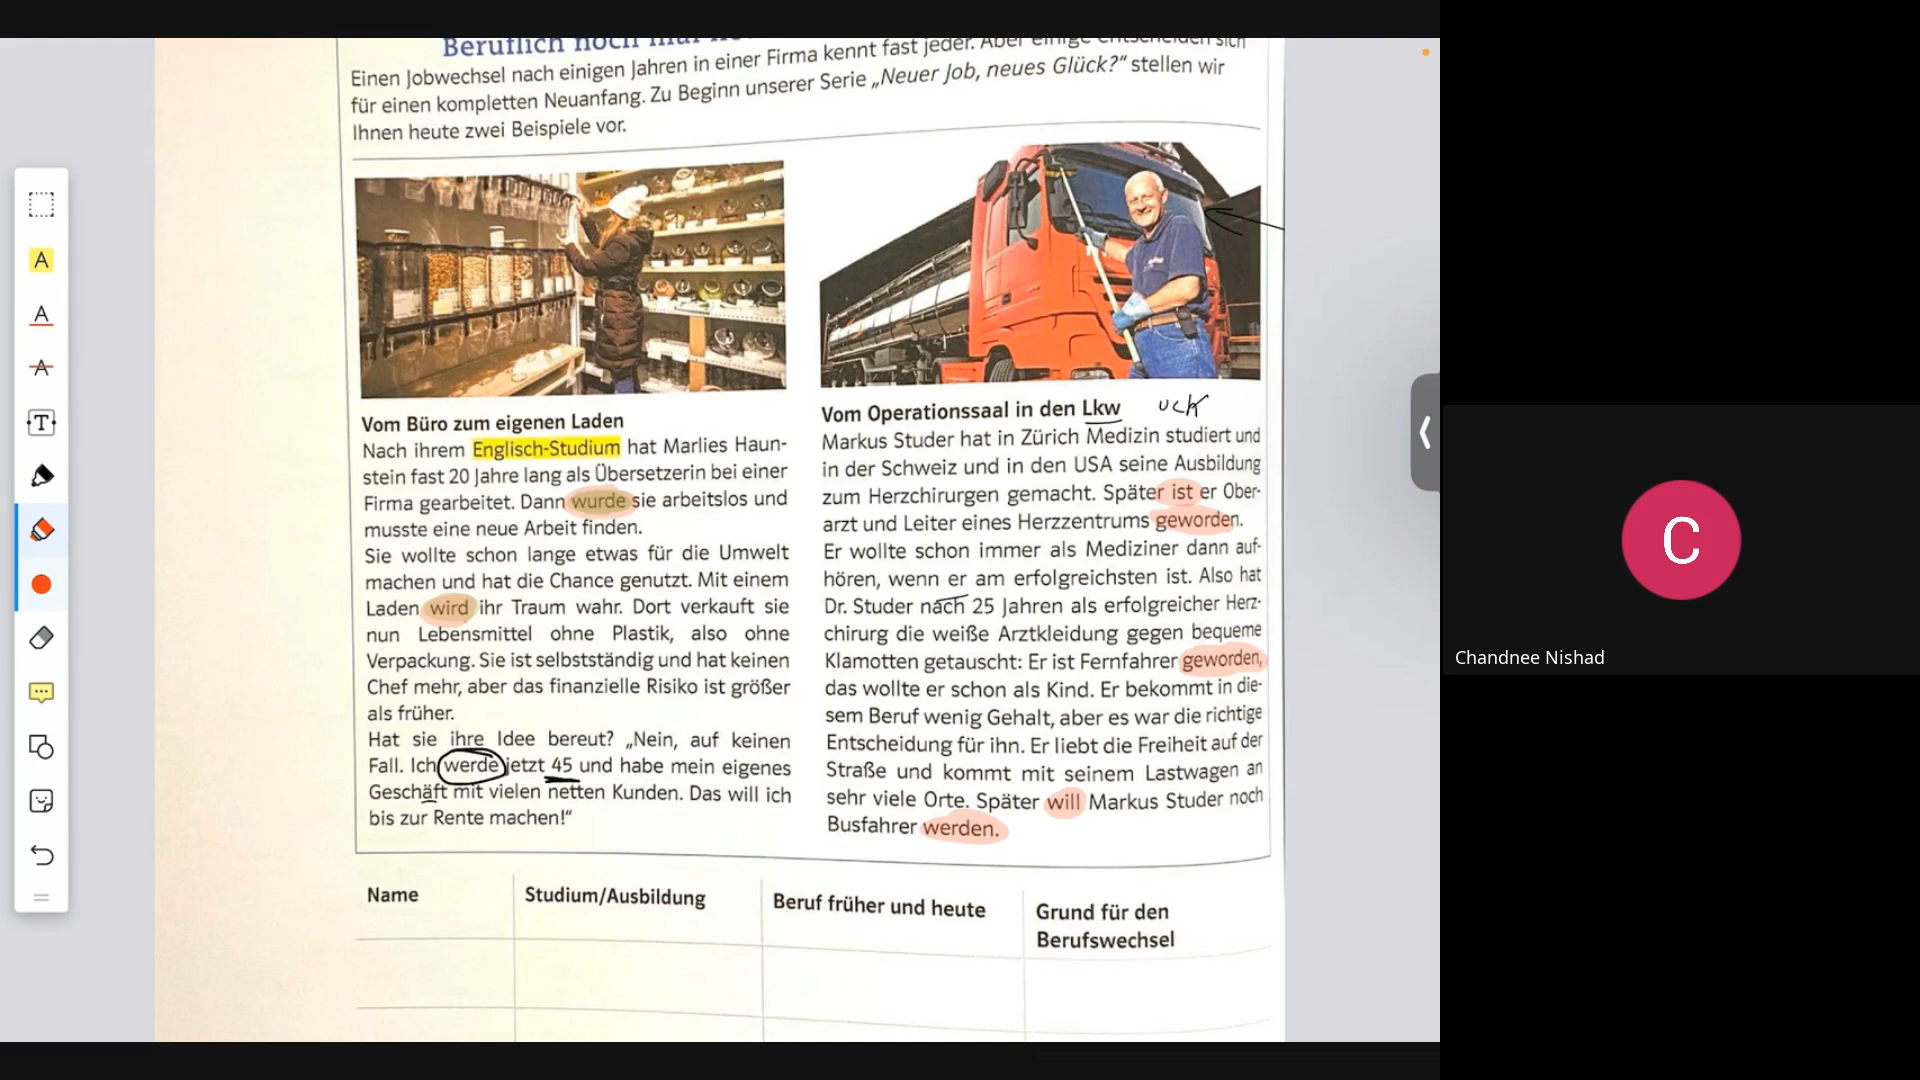 Beruflich noch mal
Einen Jobwechsel nach einigen Jahren in einer Firma kennt fast jeder. Aber einige entscheiden sich
für einen kompletten Neuanfang. Zu Beginn unserer Serie „Neuer Job, neues Glück?“ stellen wir
Ihnen heute zwei Beispiele vor.
Vom Büro zum eigenen Laden
Nach ihrem Englisch-Studium hat Marlies Haun-
stein fast 20 Jahre lang als Übersetzerin bei einer
Firma gearbeitet. Dann wurde sie arbeitslos und
musste eine neue Arbeit finden.
Sie wollte schon lange etwas für die Umwelt
machen und hat die Chance genutzt. Mit einem
Laden wird ihr Traum wahr. Dort verkauft sie
nun Lebensmittel ohne Plastik, also ohne
Verpackung. Sie ist selbstständig und hat keinen
Chef mehr, aber das finanzielle Risiko ist größer
als früher.
Hat sie ihre Idee bereut? „Nein, auf keinen
Fall. Ich werde jetzt 45 und habe mein eigenes
Geschäft mit vielen netten Kunden. Das will ich
bis zur Rente machen!“
Vom Operationssaal in den Lkw
Markus Studer hat in Zürich Medizin studiert und
in der Schweiz und in den USA seine Ausbildung
zum Herzchirurgen gemacht. Später ist er Ober-
arzt und Leiter eines Herzzentrums geworden.
Er wollte schon immer als Mediziner dann auf-
hören, wenn er am erfolgreichsten ist. Also hat
Dr. Studer nach 25 Jahren als erfolgreicher Herz-
chirurg die weiße Arztkleidung gegen bequeme
Klamotten getauscht: Er ist Fernfahrer geworden,
das wollte er schon als Kind. Er bekommt in die-
sem Beruf wenig Gehalt, aber es war die richtige
Entscheidung für ihn. Er liebt die Freiheit auf der
Straße und kommt mit seinem Lastwagen an
sehr viele Orte. Später will Markus Studer noch
Busfahrer werden.
Name
Studium/Ausbildung
Beruf früher und heute
Grund für den
Berufswechsel
A
A
A
T
C
Chandnee Nishad